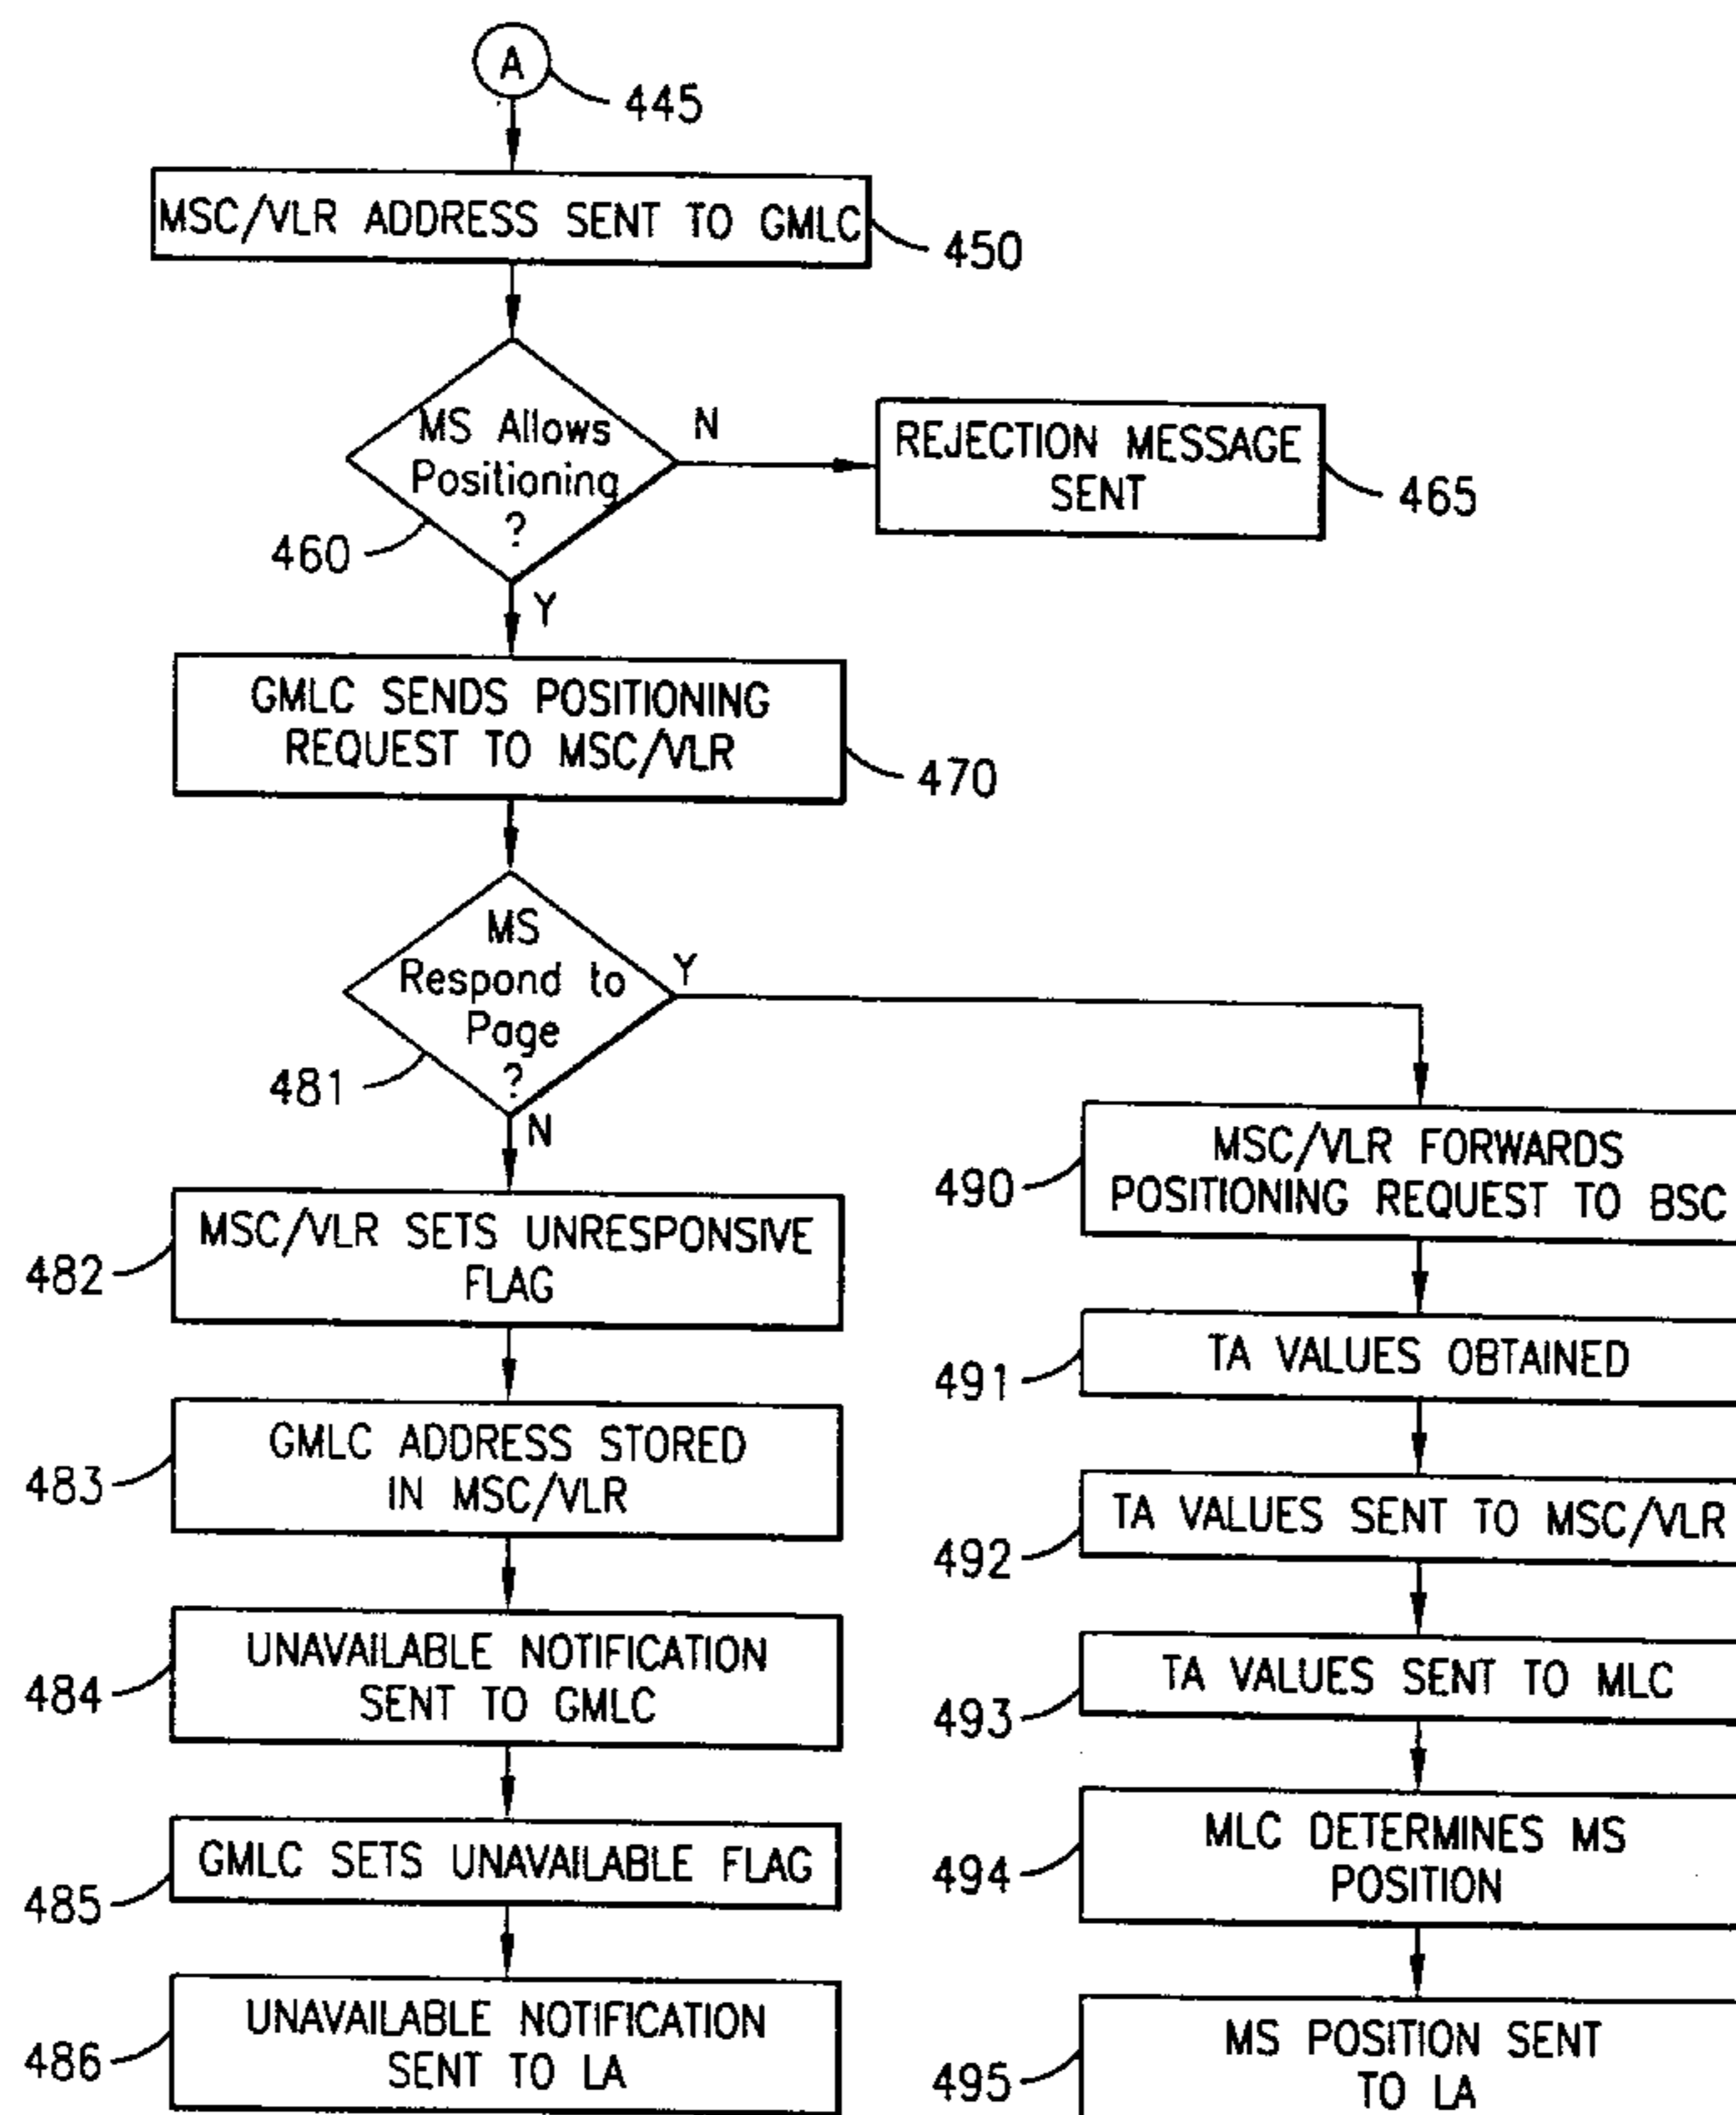 A
445
MSC/VLR ADDRESS SENT TO GMLC
450
MS Allows
Positioning
?
460
N
REJECTION MESSAGE
SENT
465
Y
GMLC SENDS POSITIONING
REQUEST TO MSC/VLR
470
MS
Respond to
Page
?
481
Y
N
MSC/VLR SETS UNRESPONSIVE
FLAG
482
GMLC ADDRESS STORED
IN MSC/VLR
483
UNAVAILABLE NOTIFICATION
SENT TO GMLC
484
GMLC SETS UNAVAILABLE FLAG
485
UNAVAILABLE NOTIFICATION
SENT TO LA
486
MSC/VLR FORWARDS
POSITIONING REQUEST TO BSC
490
TA VALUES OBTAINED
491
TA VALUES SENT TO MSC/VLR
492
TA VALUES SENT TO MLC
493
MLC DETERMINES MS
POSITION
494
MS POSITION SENT
TO LA
495